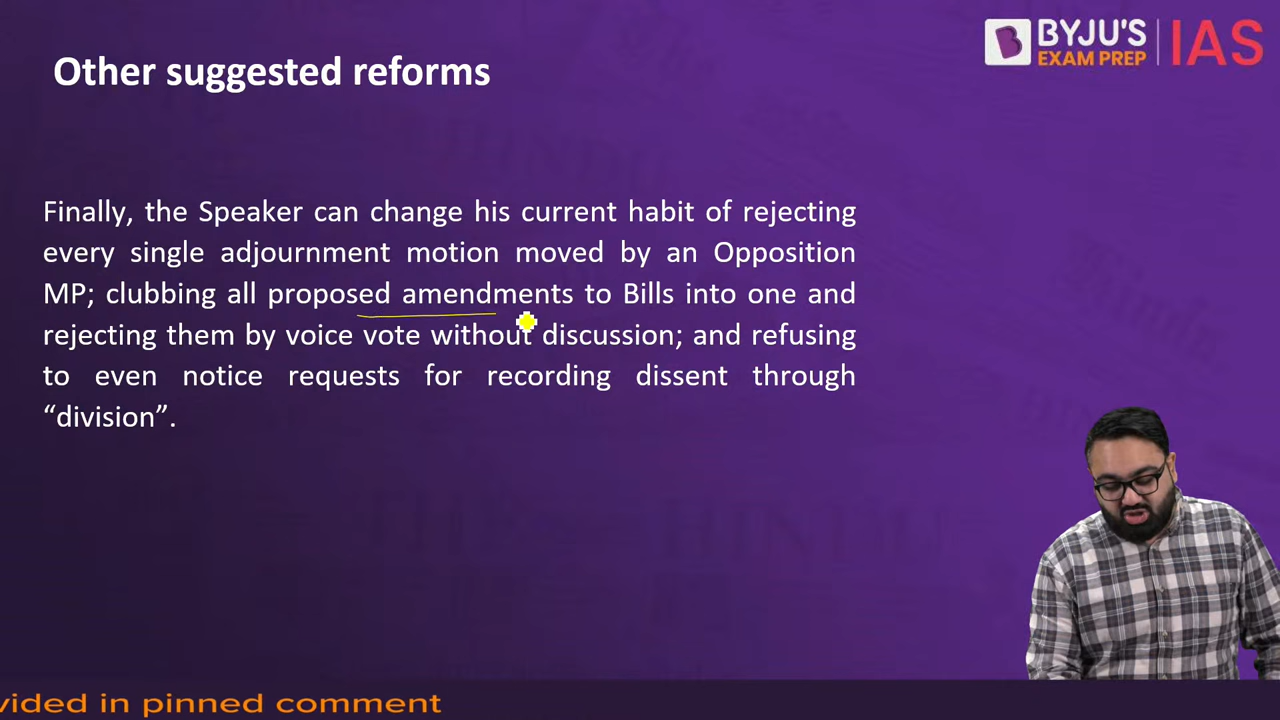 Other suggested reforms
BYJU'S
EXAM PREP
IAS
Finally, the Speaker can change his current habit of rejecting
every single adjournment motion moved by an Opposition
MP; clubbing all proposed amendments to Bills into one and
rejecting them by voice vote without discussion; and refusing
to even notice requests for recording dissent through
“division”.
vided in pinned comment